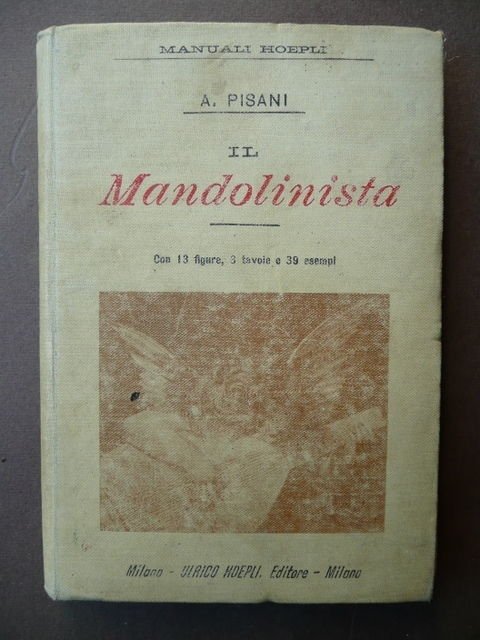 MANUALI HOEPLI
A. PISANI
IL
Mandolinista
Con 13 figure, 3 tavole e 39 esempi
Milano - ULRICO HOEPLI. Editore - Milano